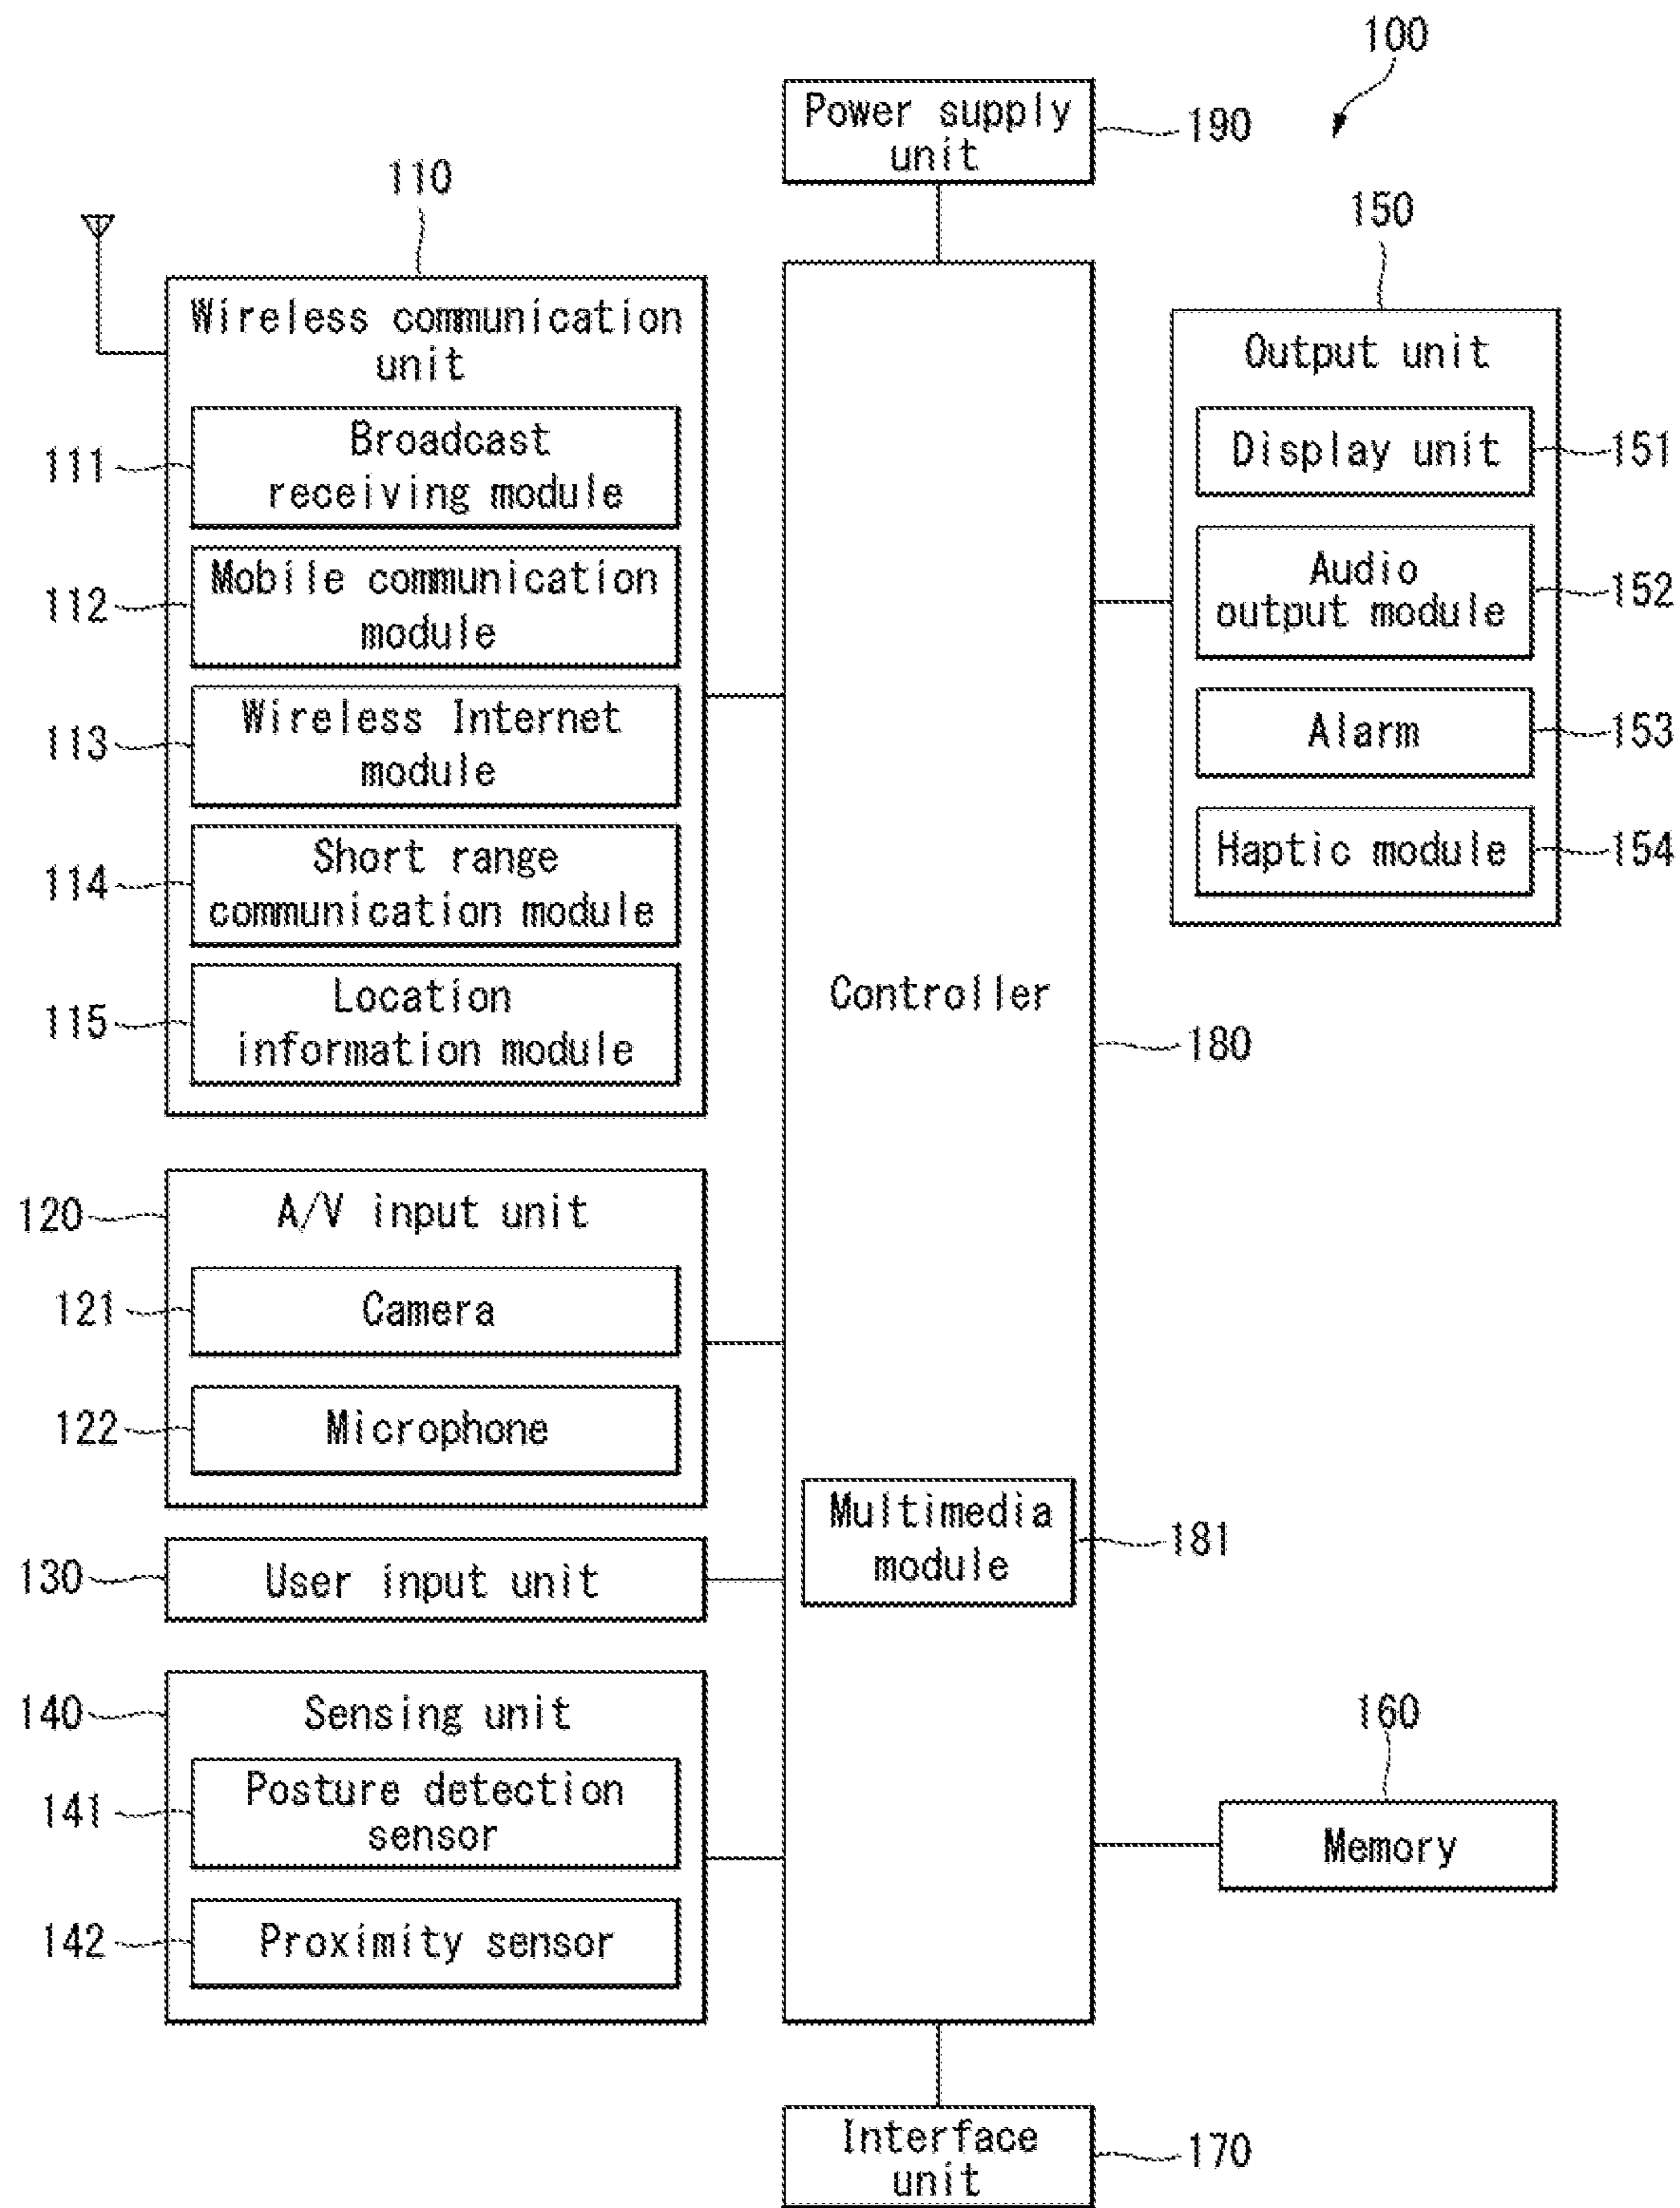 100
Power supply
unit
190
110
150
Wireless communication
unit
Output unit
111
Broadcast
receiving module
Display unit
151
112
Mobile communication
module
Audio
output module
152
113
Wireless Internet
module
Alarm
153
114
Short range
communication module
Haptic module
154
115
Location
information module
Controller
180
120
A/V input unit
121
Camera
122
Microphone
Multimedia
module
181
130
User input unit
140
Sensing unit
160
141
Posture detection
sensor
Memory
142
Proximity sensor
Interface
unit
170